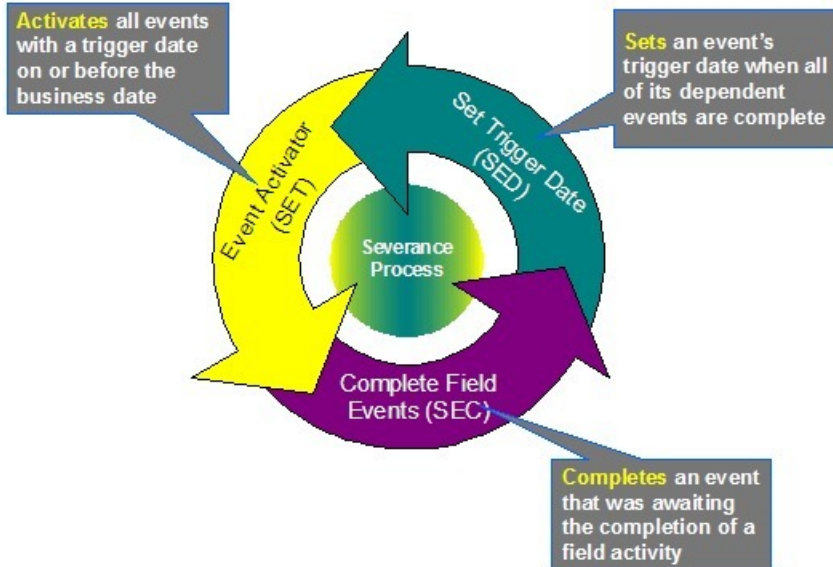 Activates all events
with a trigger date
on or before the
business date
Sets an event's
trigger date when all
of its dependent
events are complete
Set Trigger Date
(SED)
Event Activator
(SET)
Severance
Process
Complete Field
Events (SEC)
Completes an event
that was awaiting
the completion of a
field activity